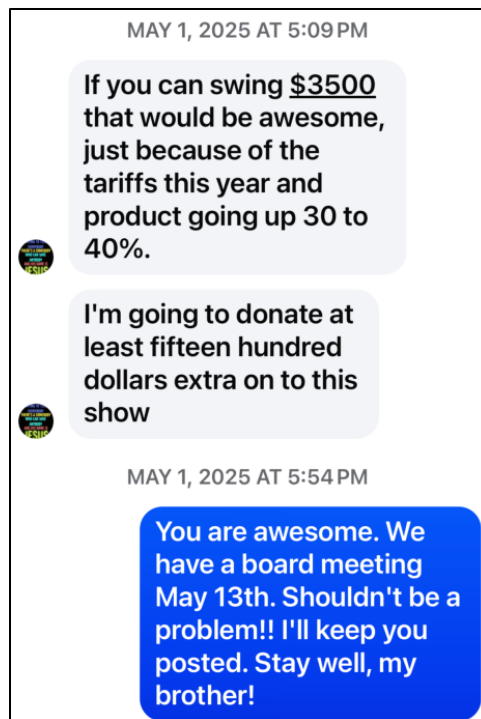 MAY 1, 2025 AT 5:09 PM
If you can swing $3500
that would be awesome,
just because of the
tariffs this year and
product going up 30 to
40%.
JESUS
I'm going to donate at
least fifteen hundred
dollars extra on to this
show
JESUS
MAY 1, 2025 AT 5:54 PM
You are awesome. We
have a board meeting
May 13th. Shouldn't be a
problem!! I'll keep you
posted. Stay well, my
brother!